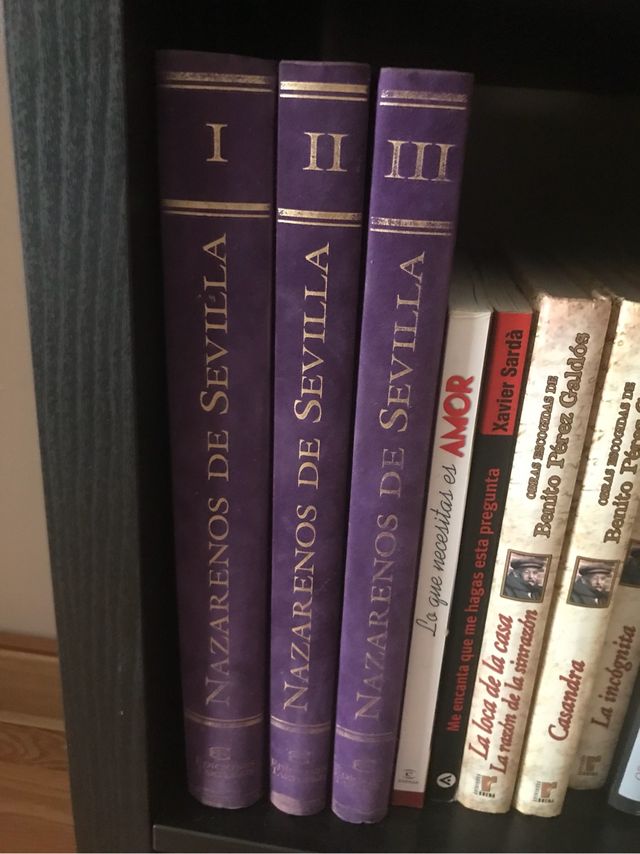 I
NAZARENOS DE SEVILLA
II
NAZARENOS DE SEVILLA
III
NAZARENOS DE SEVILLA
Lo que necesitas es AMOR
Xavier Sardà
Me encanta que me hagas esta pregunta
OBRAS ESCOGIDAS DE
Benito Pérez Galdós
La loca de la casa
La razón de la sinrazón
OBRAS ESCOGIDAS DE
Benito Pérez
Casandra
La incógnita